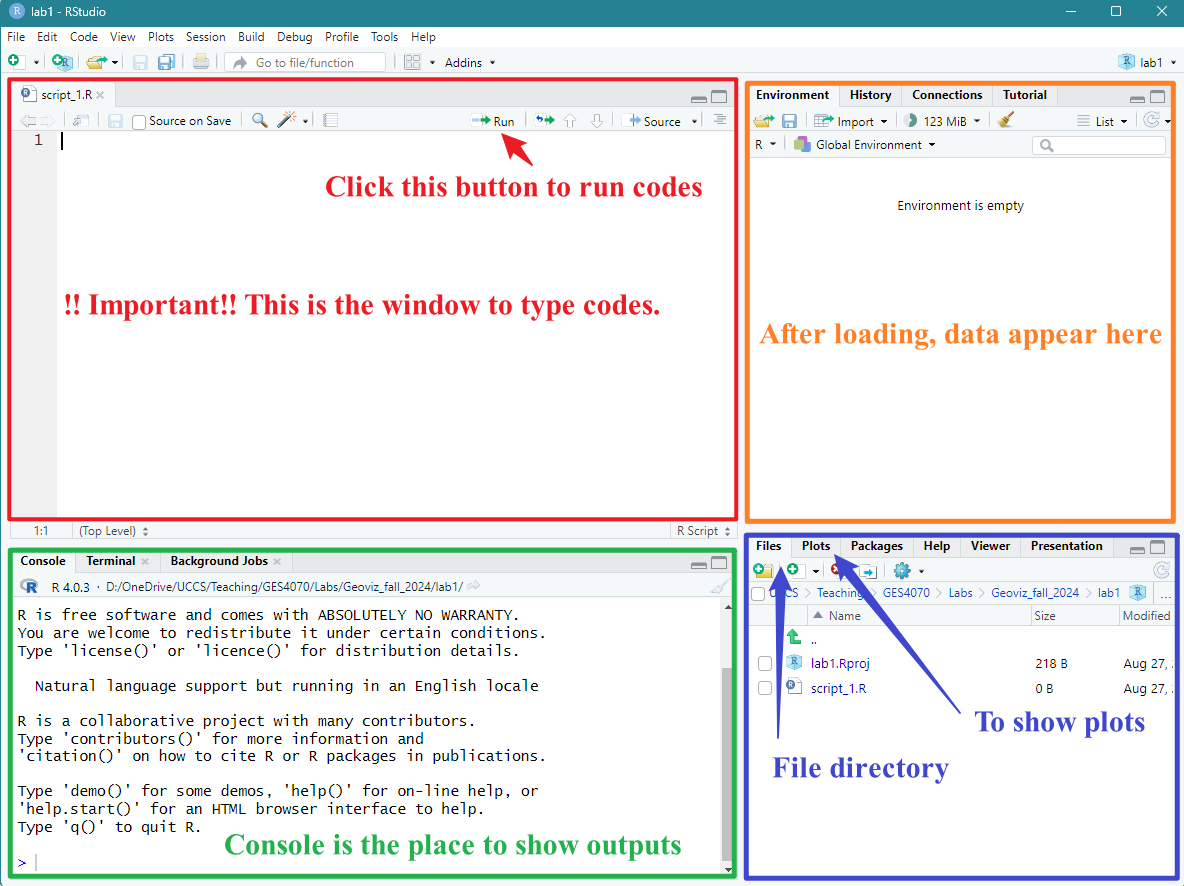 lab1 - RStudio
File Edit Code View Plots Session Build Debug Profile Tools Help
Go to file/function Addins lab1
script_1.R
Source on Save Run Source
1
Click this button to run codes
!! Important!! This is the window to type codes.
1:1 (Top Level) R Script
Environment History Connections Tutorial
Import 123 MiB List
R Global Environment
Environment is empty
After loading, data appear here
Console Terminal Background Jobs
R 4.0.3 · D:/OneDrive/UCCS/Teaching/GES4070/Labs/Geoviz_fall_2024/lab1/
R is free software and comes with ABSOLUTELY NO WARRANTY.
You are welcome to redistribute it under certain conditions.
Type 'license()' or 'licence()' for distribution details.
Natural language support but running in an English locale
R is a collaborative project with many contributors.
Type 'contributors()' for more information and
'citation()' on how to cite R or R packages in publications.
Type 'demo()' for some demos, 'help()' for on-line help, or
'help.start()' for an HTML browser interface to help.
Type 'q()' to quit R.
>
Console is the place to show outputs
Files Plots Packages Help Viewer Presentation
Teaching > GES4070 > Labs > Geoviz_fall_2024 > lab1 ...
Name Size Modified
..
lab1.Rproj 218 B Aug 27,
script_1.R 0 B Aug 27,
To show plots
File directory